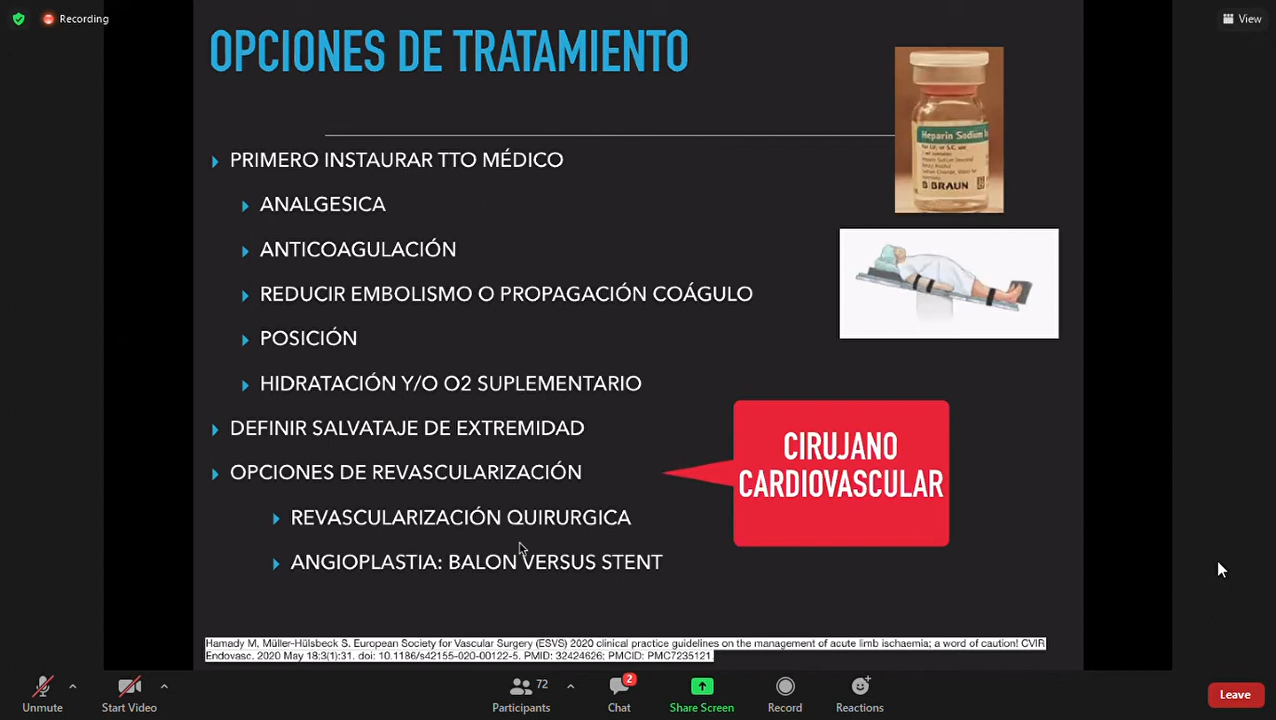 Recording
View
OPCIONES DE TRATAMIENTO
PRIMERO INSTAURAR TTO MÉDICO
ANALGESICA
ANTICOAGULACIÓN
REDUCIR EMBOLISMO O PROPAGACIÓN COÁGULO
POSICIÓN
HIDRATACIÓN Y/O O2 SUPLEMENTARIO
DEFINIR SALVATAJE DE EXTREMIDAD
OPCIONES DE REVASCULARIZACIÓN
REVASCULARIZACIÓN QUIRURGICA
ANGIOPLASTIA: BALON VERSUS STENT
Heparin Sodium
B BRAUN
CIRUJANO
CARDIOVASCULAR
Hamady M, Müller-Hülsbeck S. European Society for Vascular Surgery (ESVS) 2020 clinical practice guidelines on the management of acute limb ischaemia; a word of caution! CVIR
Endovasc. 2020 May 18;3(1):31. doi: 10.1186/s42155-020-00122-5. PMID: 32424626; PMCID: PMC7235121.
Unmute
Start Video
72
Participants
2
Chat
Share Screen
Record
Reactions
Leave